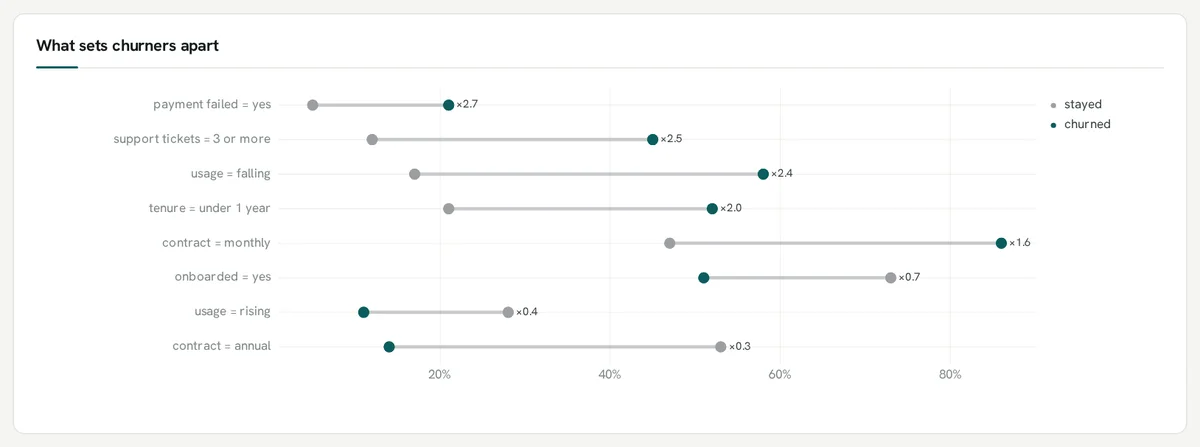 What sets churners apart
payment failed = yes ×2.7
support tickets = 3 or more ×2.5
usage = falling ×2.4
tenure = under 1 year ×2.0
contract = monthly ×1.6
onboarded = yes ×0.7
usage = rising ×0.4
contract = annual ×0.3
20% 40% 60% 80%
stayed
churned